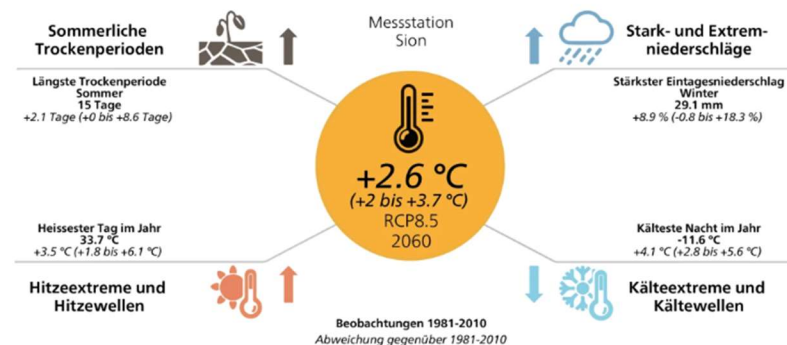 Messstation
Sion
Sommerliche
Trockenperioden
Längste Trockenperiode
Sommer
15 Tage
+2.1 Tage (+0 bis +8.6 Tage)
Stark- und Extrem-
niederschläge
Stärkster Eintagesniederschlag
Winter
29.1 mm
+8.9 % (-0.8 bis +18.3 %)
+2.6 °C
(+2 bis +3.7 °C)
RCP8.5
2060
Heissester Tag im Jahr
33.7 °C
+3.5 °C (+1.8 bis +6.1 °C)
Hitzeextreme und
Hitzewellen
Kälteste Nacht im Jahr
-11.6 °C
+4.1 °C (+2.8 bis +5.6 °C)
Kälteextreme und
Kältewellen
Beobachtungen 1981-2010
Abweichung gegenüber 1981-2010